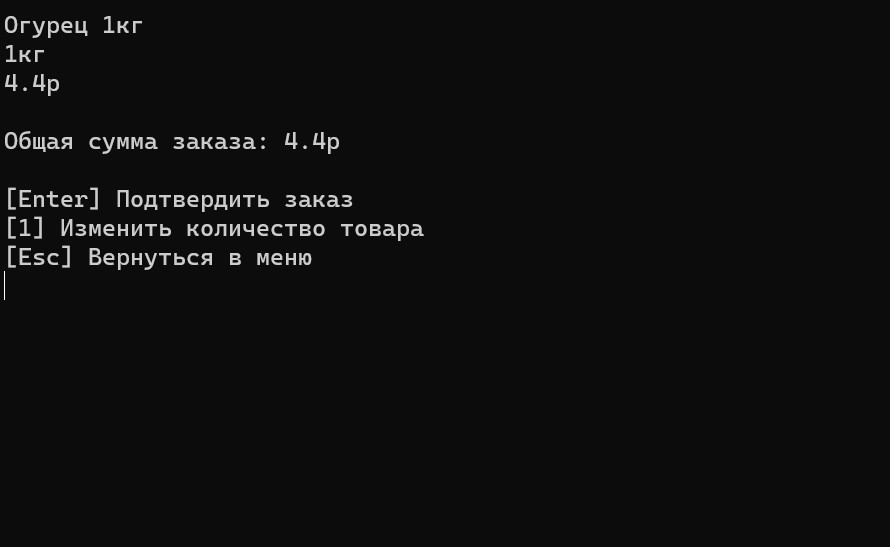 Огурец 1кг
1кг
4.4р
Общая сумма заказа: 4.4р
[Enter] Подтвердить заказ
[1] Изменить количество товара
[Esc] Вернуться в меню